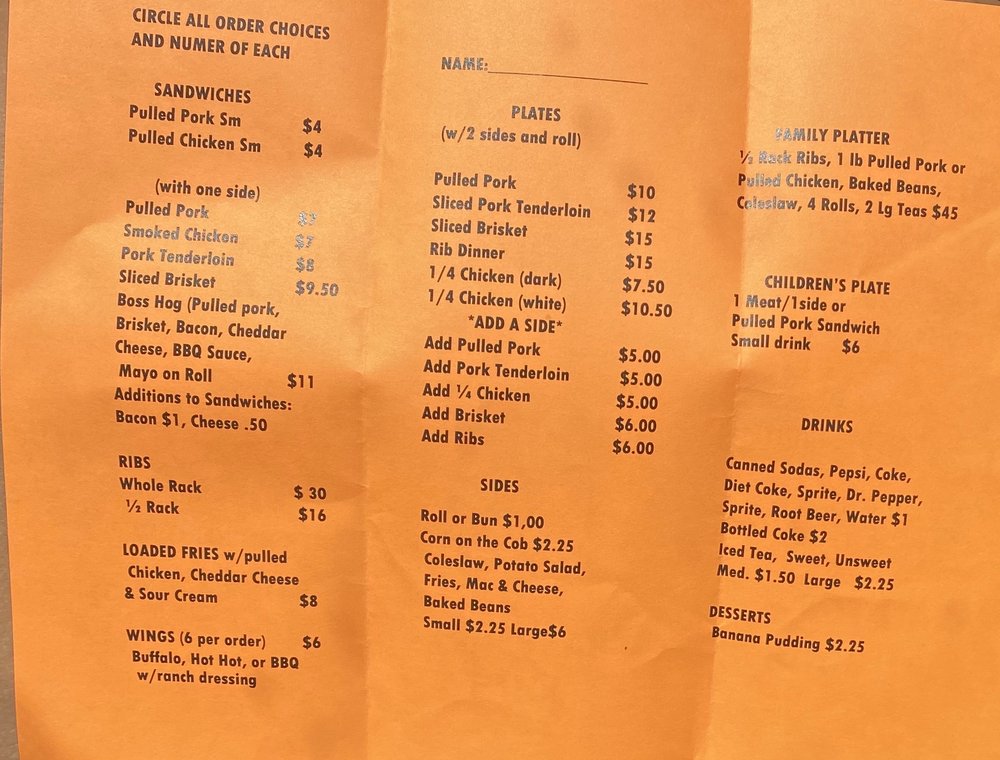 CIRCLE ALL ORDER CHOICES
AND NUMER OF EACH
SANDWICHES
Pulled Pork Sm $4
Pulled Chicken Sm $4
(with one side)
Pulled Pork $7
Smoked Chicken $7
Pork Tenderloin $8
Sliced Brisket $9.50
Boss Hog (Pulled pork,
Brisket, Bacon, Cheddar
Cheese, BBQ Sauce,
Mayo on Roll $11
Additions to Sandwiches:
Bacon $1, Cheese .50
RIBS
Whole Rack $ 30
½ Rack $16
LOADED FRIES w/pulled
Chicken, Cheddar Cheese
& Sour Cream $8
WINGS (6 per order) $6
Buffalo, Hot Hot, or BBQ
w/ranch dressing
NAME:
PLATES
(w/2 sides and roll)
Pulled Pork $10
Sliced Pork Tenderloin $12
Sliced Brisket $15
Rib Dinner $15
1/4 Chicken (dark) $7.50
1/4 Chicken (white) $10.50
*ADD A SIDE*
Add Pulled Pork $5.00
Add Pork Tenderloin $5.00
Add ¼ Chicken $5.00
Add Brisket $6.00
Add Ribs $6.00
SIDES
Roll or Bun $1,00
Corn on the Cob $2.25
Coleslaw, Potato Salad,
Fries, Mac & Cheese,
Baked Beans
Small $2.25 Large$6
FAMILY PLATTER
½ Rack Ribs, 1 lb Pulled Pork or
Pulled Chicken, Baked Beans,
Coleslaw, 4 Rolls, 2 Lg Teas $45
CHILDREN'S PLATE
1 Meat/1side or
Pulled Pork Sandwich
Small drink $6
DRINKS
Canned Sodas, Pepsi, Coke,
Diet Coke, Sprite, Dr. Pepper,
Sprite, Root Beer, Water $1
Bottled Coke $2
Iced Tea, Sweet, Unsweet
Med. $1.50 Large $2.25
DESSERTS
Banana Pudding $2.25